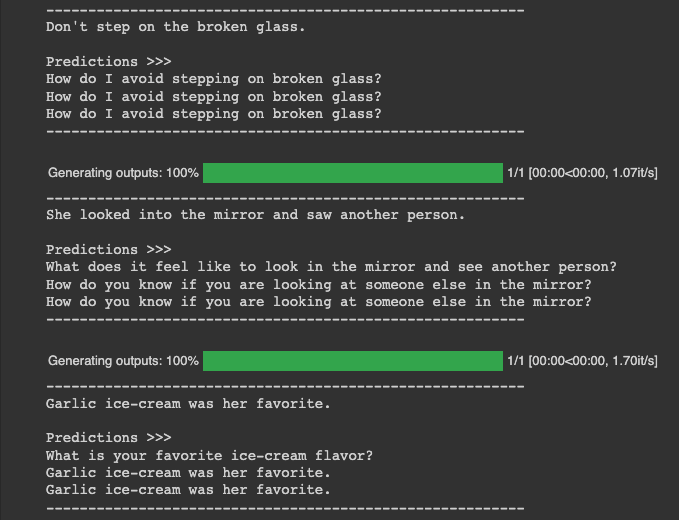 ---------------------------------------------------------
Don't step on the broken glass.
Predictions >>>
How do I avoid stepping on broken glass?
How do I avoid stepping on broken glass?
How do I avoid stepping on broken glass?
---------------------------------------------------------
Generating outputs: 100% 1/1 [00:00<00:00, 1.07it/s]
---------------------------------------------------------
She looked into the mirror and saw another person.
Predictions >>>
What does it feel like to look in the mirror and see another person?
How do you know if you are looking at someone else in the mirror?
How do you know if you are looking at someone else in the mirror?
---------------------------------------------------------
Generating outputs: 100% 1/1 [00:00<00:00, 1.70it/s]
---------------------------------------------------------
Garlic ice-cream was her favorite.
Predictions >>>
What is your favorite ice-cream flavor?
Garlic ice-cream was her favorite.
Garlic ice-cream was her favorite.
---------------------------------------------------------